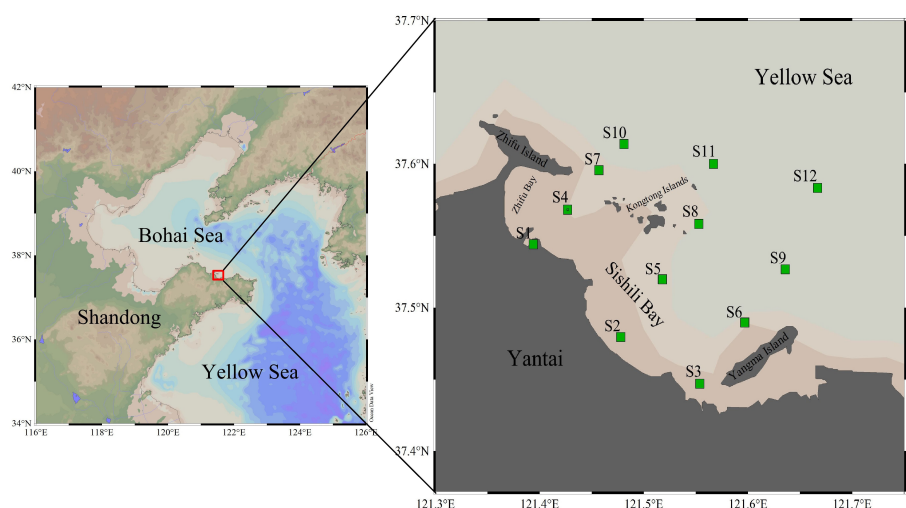 42°N
40°N
38°N
36°N
34°N
116°E
118°E
120°E
122°E
124°E
126°E
Bohai Sea
Shandong
Yellow Sea
Ocean Data View
37.7°N
37.6°N
37.5°N
37.4°N
121.3°E
121.4°E
121.5°E
121.6°E
121.7°E
Yellow Sea
Zhifu Island
S10
S7
S11
S12
Zhifu Bay
S4
Kongtong Islands
S8
S1
S9
Sishili Bay
S5
S6
S2
Yantai
Yangma Island
S3